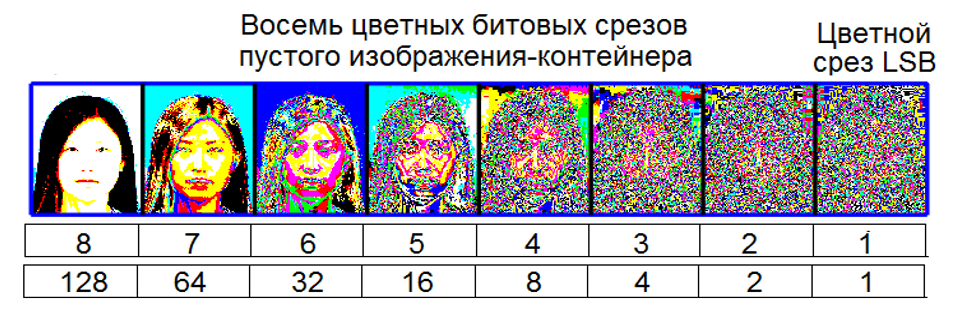 Восемь цветных битовых срезов
пустого изображения-контейнера
Цветной
срез LSB
8 7 6 5 4 3 2 1
128 64 32 16 8 4 2 1